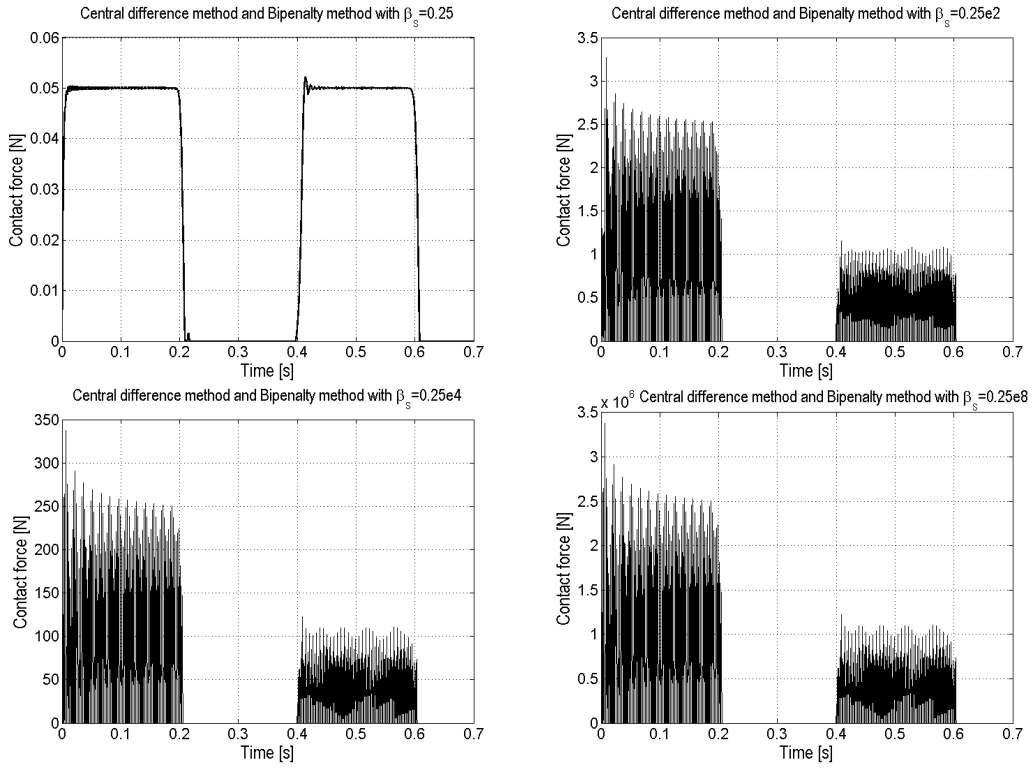 Central difference method and Bipenalty method with βS=0.25
0.06
0.05
0.04
0.03
0.02
0.01
0
Contact force [N]
0 0.1 0.2 0.3 0.4 0.5 0.6 0.7
Time [s]
Central difference method and Bipenalty method with βS=0.25e2
3.5
3
2.5
2
1.5
1
0.5
0
Contact force [N]
0 0.1 0.2 0.3 0.4 0.5 0.6 0.7
Time [s]
Central difference method and Bipenalty method with βS=0.25e4
350
300
250
200
150
100
50
0
Contact force [N]
0 0.1 0.2 0.3 0.4 0.5 0.6 0.7
Time [s]
x 10^6 Central difference method and Bipenalty method with βS=0.25e8
3.5
3
2.5
2
1.5
1
0.5
0
Contact force [N]
0 0.1 0.2 0.3 0.4 0.5 0.6 0.7
Time [s]